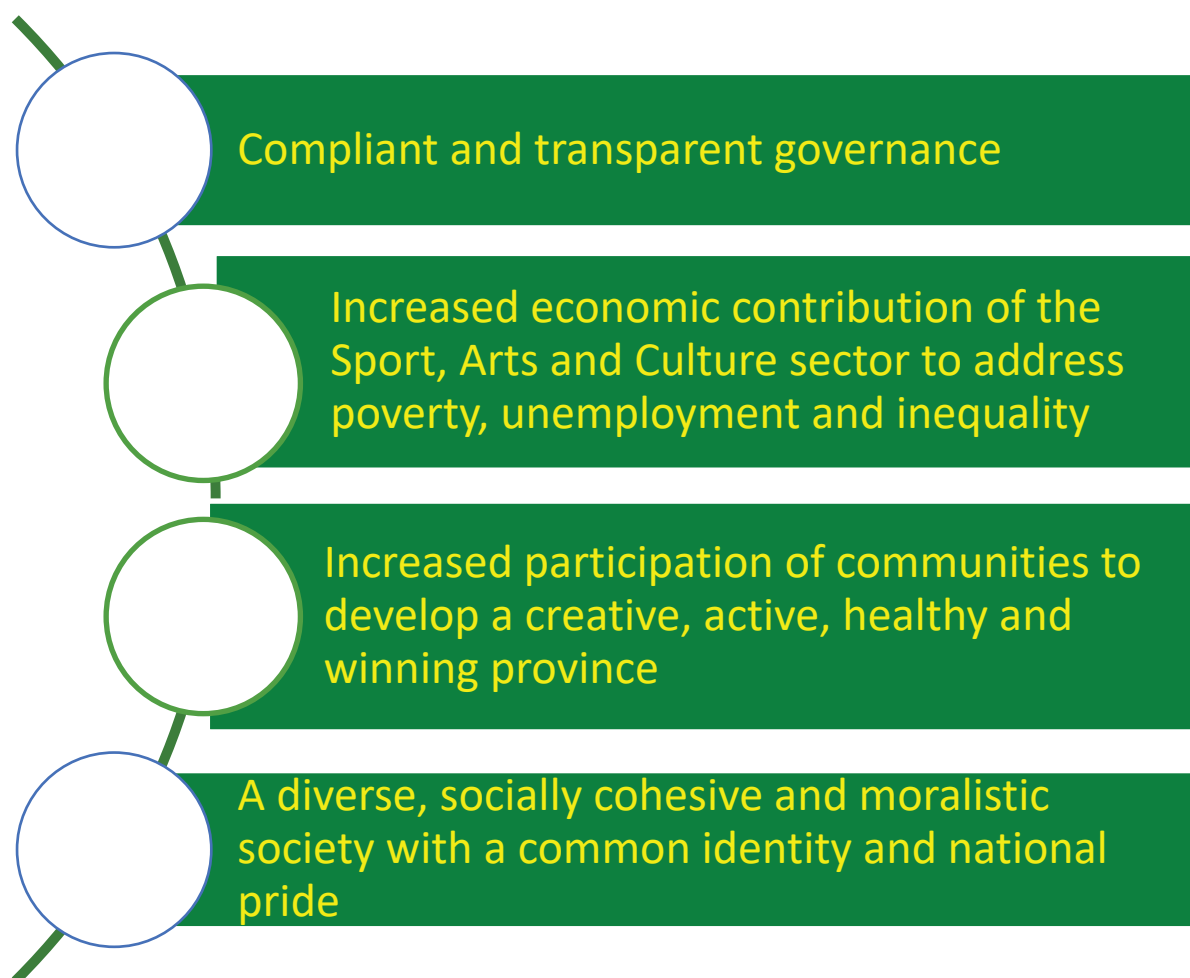 Compliant and transparent governance
Increased economic contribution of the
Sport, Arts and Culture sector to address
poverty, unemployment and inequality
Increased participation of communities to
develop a creative, active, healthy and
winning province
A diverse, socially cohesive and moralistic
society with a common identity and national
pride